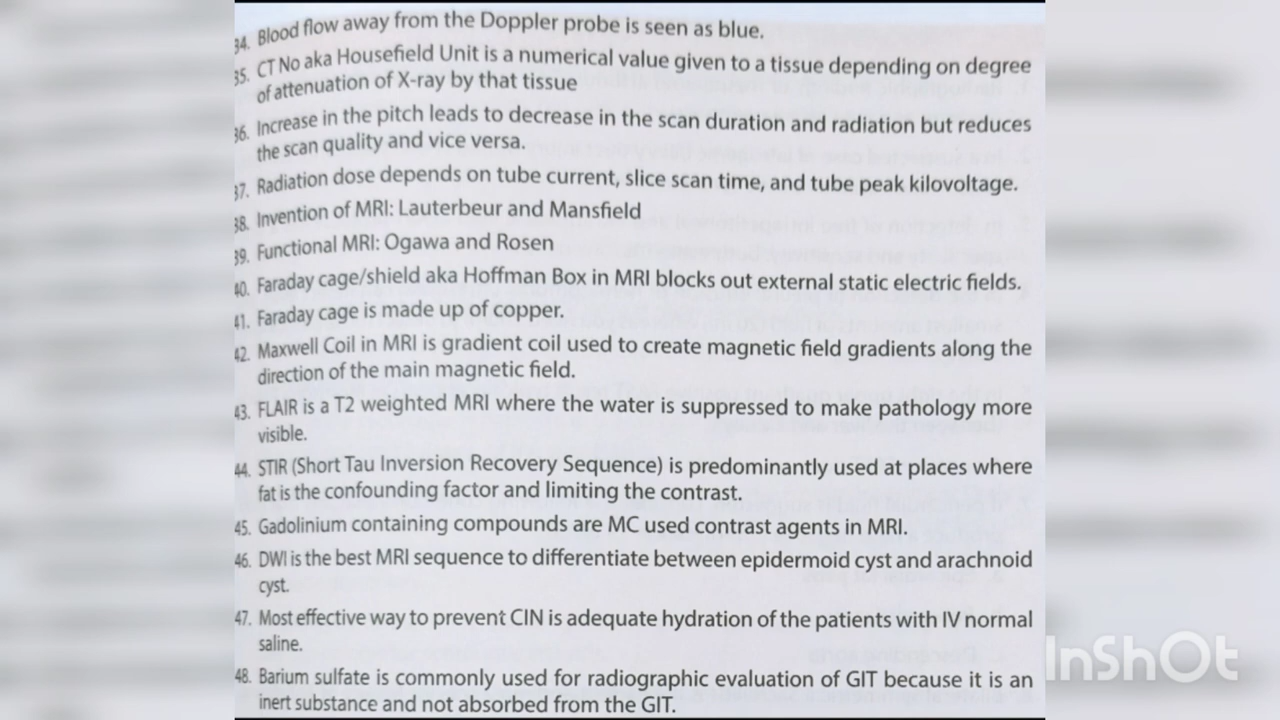 34. Blood flow away from the Doppler probe is seen as blue.
35. CT No aka Housefield Unit is a numerical value given to a tissue depending on degree
of attenuation of X-ray by that tissue
36. Increase in the pitch leads to decrease in the scan duration and radiation but reduces
the scan quality and vice versa.
37. Radiation dose depends on tube current, slice scan time, and tube peak kilovoltage.
38. Invention of MRI: Lauterbeur and Mansfield
39. Functional MRI: Ogawa and Rosen
40. Faraday cage/shield aka Hoffman Box in MRI blocks out external static electric fields.
41. Faraday cage is made up of copper.
42. Maxwell Coil in MRI is gradient coil used to create magnetic field gradients along the
direction of the main magnetic field.
43. FLAIR is a T2 weighted MRI where the water is suppressed to make pathology more
visible.
44. STIR (Short Tau Inversion Recovery Sequence) is predominantly used at places where
fat is the confounding factor and limiting the contrast.
45. Gadolinium containing compounds are MC used contrast agents in MRI.
46. DWI is the best MRI sequence to differentiate between epidermoid cyst and arachnoid
cyst.
47. Most effective way to prevent CIN is adequate hydration of the patients with IV normal
saline.
48. Barium sulfate is commonly used for radiographic evaluation of GIT because it is an
inert substance and not absorbed from the GIT.
InShOt